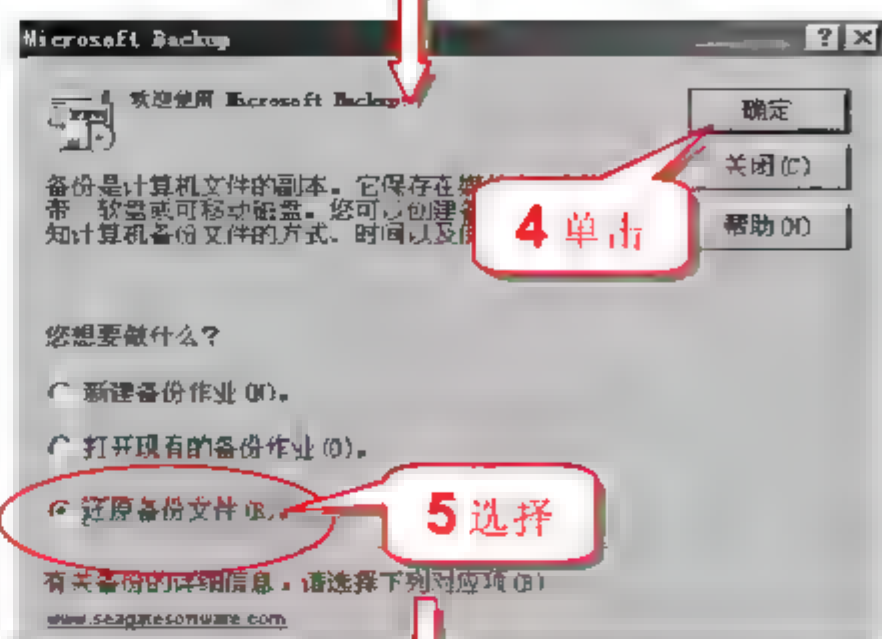 Microsoft Backup
欢迎使用 Microsoft Backup
确定
关闭(C)
帮助(H)
备份是计算机文件的副本。它保存在媒
带 软盘或可移动磁盘。您可以创建备
知计算机备份文件的方式、时间以及
4 单击
您想要做什么?
新建备份作业(N)。
打开现有的备份作业(O)。
还原备份文件(R)。
5 选择
有关备份的详细信息,请选择下列对应项(B)
www.seagatesoftware.com